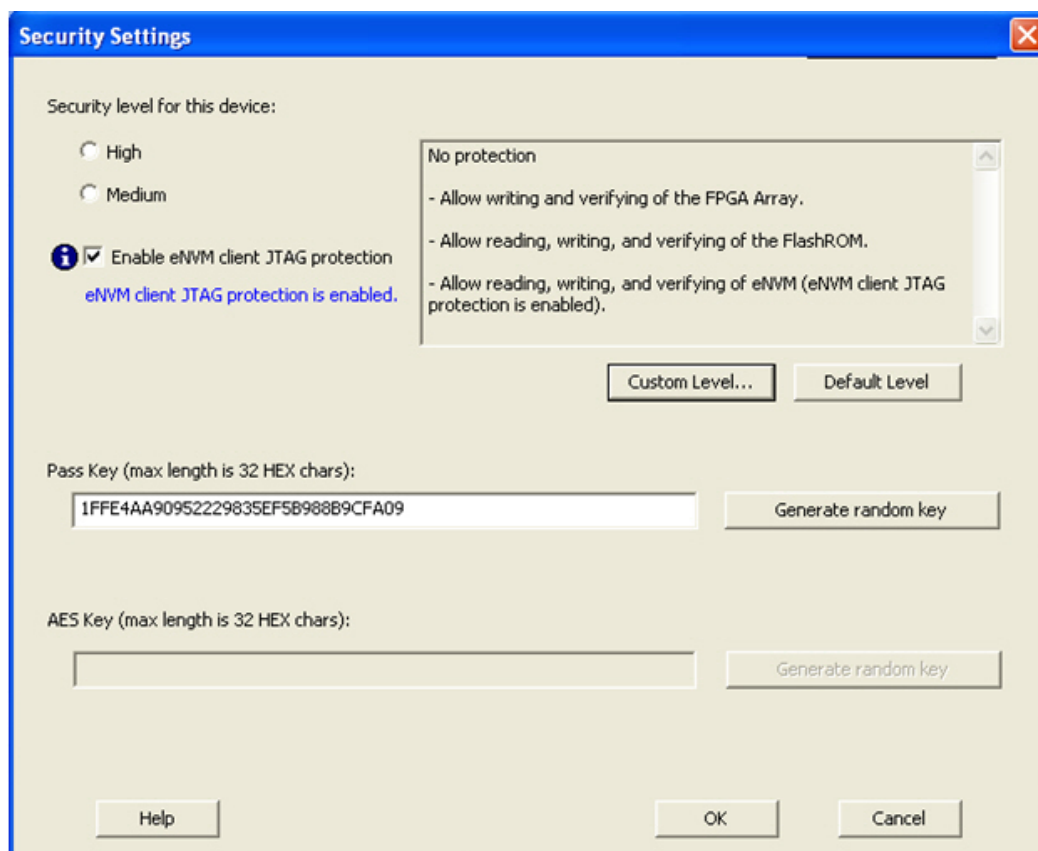 Security Settings
Security level for this device:
High
Medium
Enable eNVM client JTAG protection
eNVM client JTAG protection is enabled.
No protection
- Allow writing and verifying of the FPGA Array.
- Allow reading, writing, and verifying of the FlashROM.
- Allow reading, writing, and verifying of eNVM (eNVM client JTAG
protection is enabled).
Custom Level...
Default Level
Pass Key (max length is 32 HEX chars):
1FFE4AA90952229835EF5B988B9CFA09
Generate random key
AES Key (max length is 32 HEX chars):
Generate random key
Help
OK
Cancel